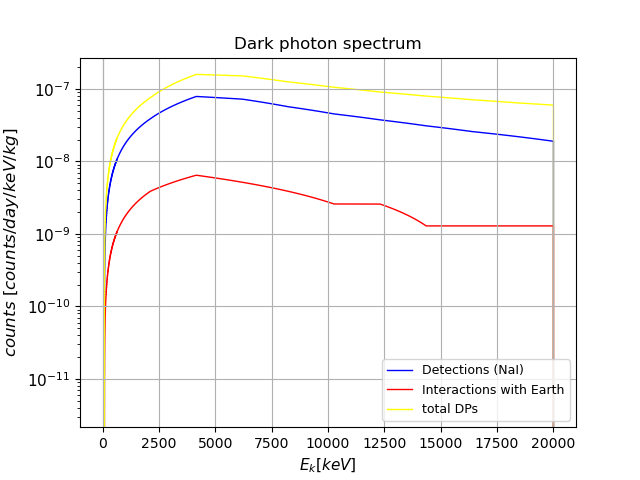 Dark photon spectrum
counts [counts/day/keV/kg]
10⁻⁷
10⁻⁸
10⁻⁹
10⁻¹⁰
10⁻¹¹
Detections (NaI)
Interactions with Earth
total DPs
0 2500 5000 7500 10000 12500 15000 17500 20000
Eₖ[keV]